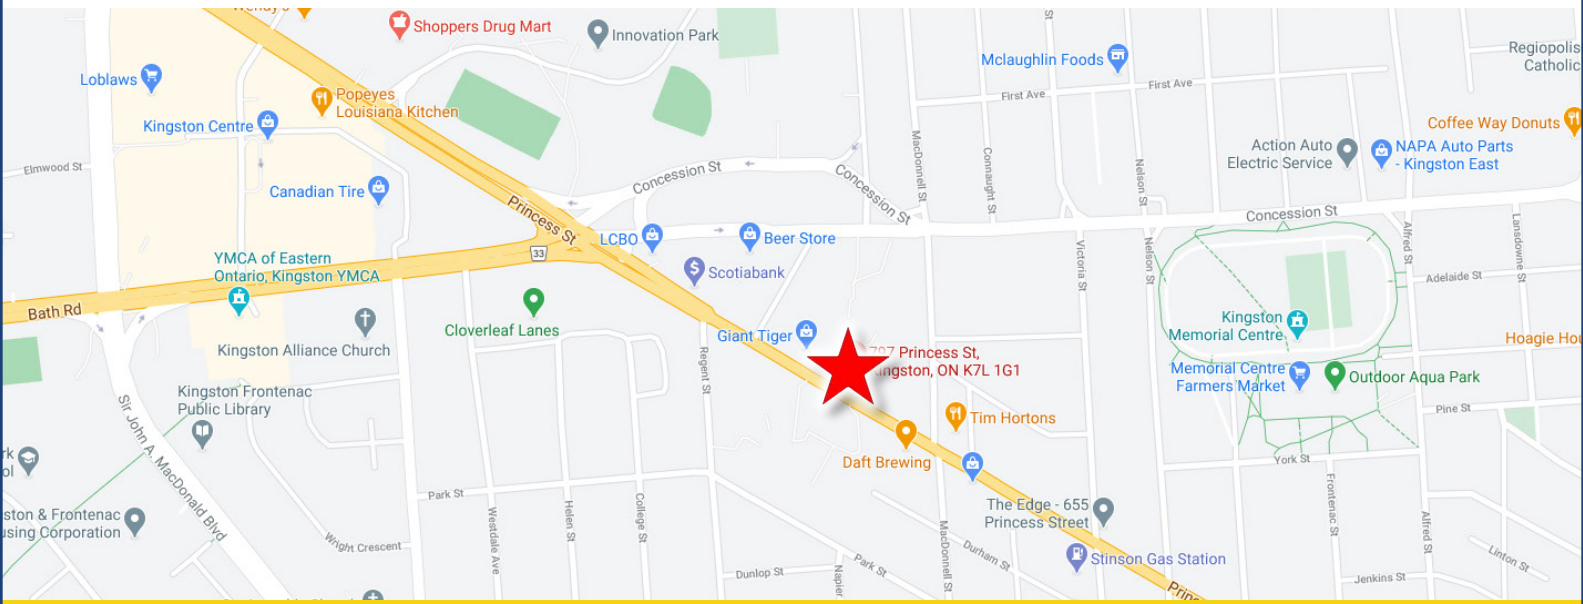 Wendy's
Shoppers Drug Mart
Innovation Park
St
Mclaughlin Foods
Regiopolis
Catholic
Loblaws
Popeyes
Louisiana Kitchen
First Ave
First Ave
Kingston Centre
Coffee Way Donuts
Action Auto
Electric Service
NAPA Auto Parts
- Kingston East
Elmwood St
MacDonnell St
Connaught St
Nelson St
Canadian Tire
Concession St
Concession St
Concession St
Princess St
LCBO
Beer Store
33
Scotiabank
Victoria St
Nelson St
Alfred St
Lansdowne St
Adelaide St
YMCA of Eastern
Ontario, Kingston YMCA
Bath Rd
Cloverleaf Lanes
Kingston Alliance Church
Giant Tiger
797 Princess St,
ingston, ON K7L 1G1
Kingston
Memorial Centre
Hoagie Hou
Regent St
Memorial Centre
Farmers Market
Outdoor Aqua Park
Kingston Frontenac
Public Library
Sir John A. MacDonald Blvd
Tim Hortons
Pine St
Daft Brewing
rk
ol
York St
Park St
Westdale Ave
Helen St
College St
The Edge - 655
Princess Street
Frontenac St
Alfred St
ston & Frontenac
using Corporation
Wright Crescent
MacDonnell St
Durham St
Stinson Gas Station
Linton St
Dunlop St
Napier
Park St
Jenkins St
Prin